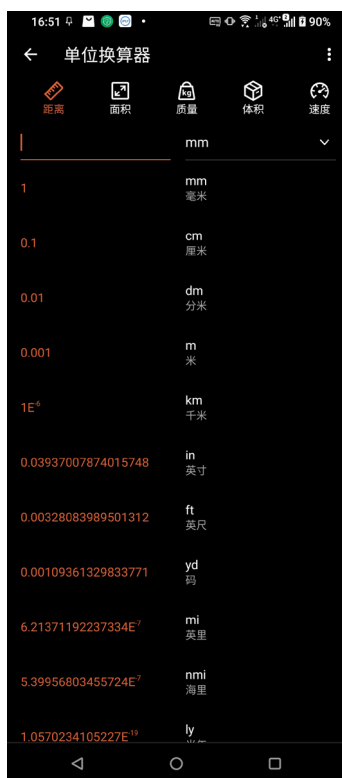 16:51
4G+
90%
单位换算器
kg
距离 面积 质量 体积 速度
mm
1 mm
毫米
0.1 cm
厘米
0.01 dm
分米
0.001 m
米
1E-6 km
千米
0.03937007874015748 in
英寸
0.00328083989501312 ft
英尺
0.00109361329833771 yd
码
6.21371192237334E-7 mi
英里
5.39956803455724E-7 nmi
海里
1.0570234105227E-19 ly